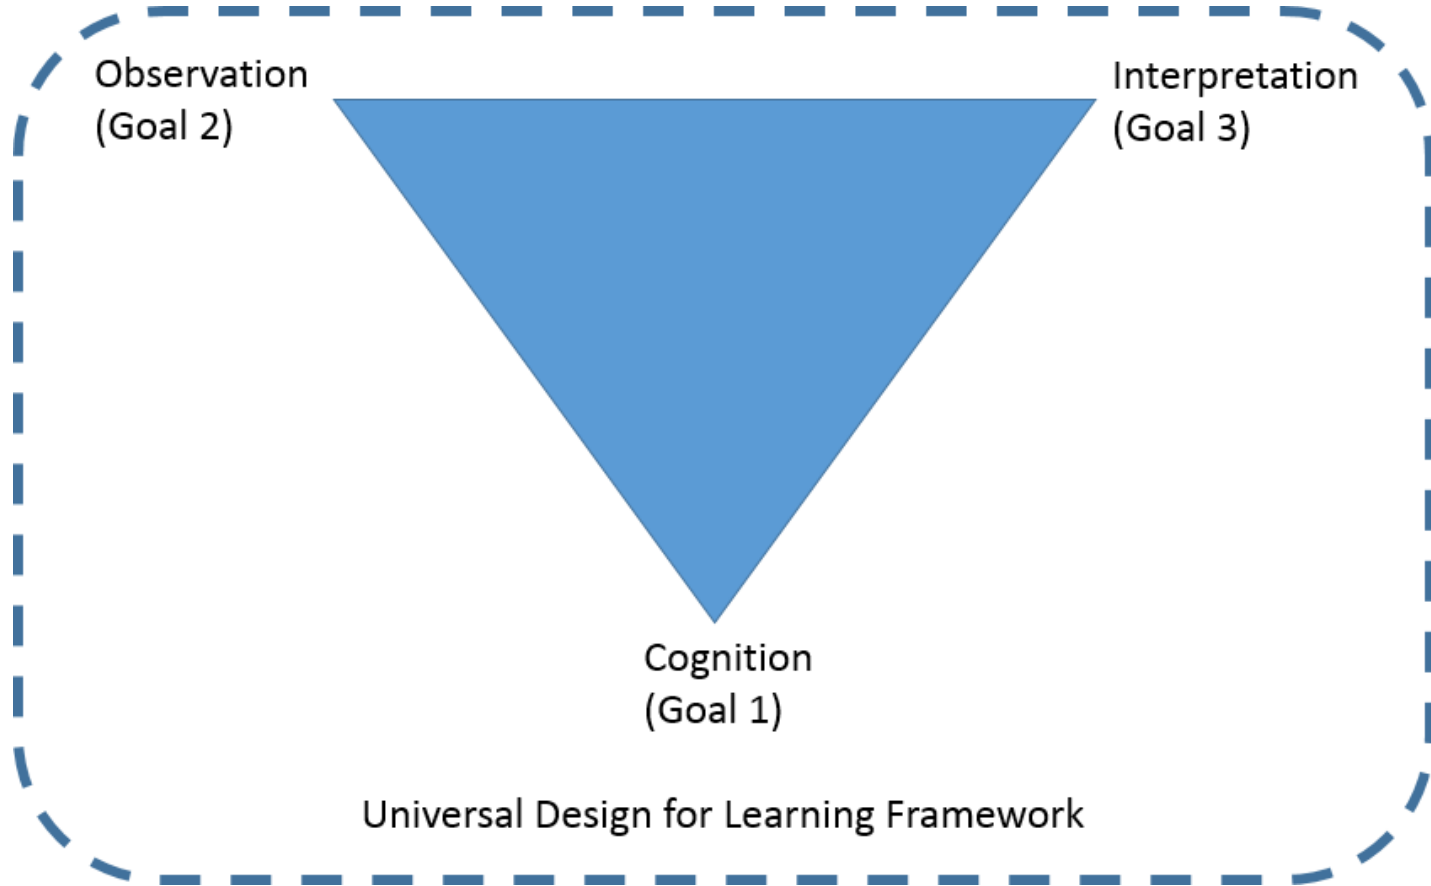 Observation
(Goal 2)
Interpretation
(Goal 3)
Cognition
(Goal 1)
Universal Design for Learning Framework